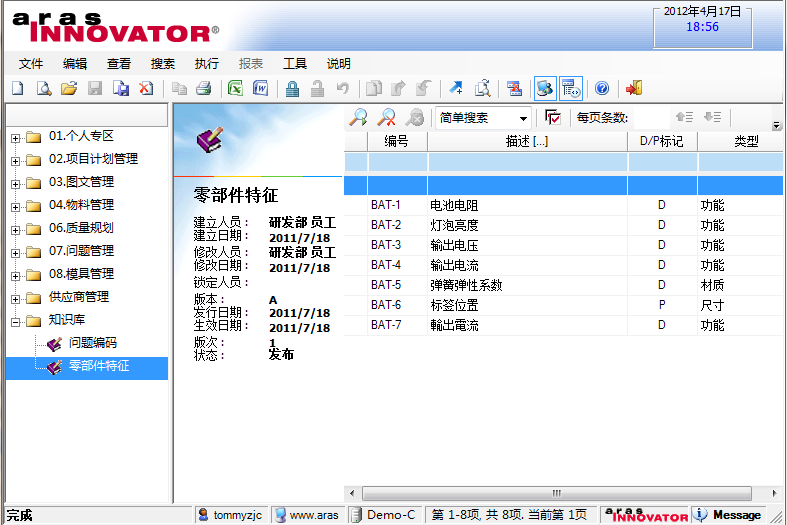 aras
INNOVATOR®
2012年4月17日
18:56
文件 编辑 查看 搜索 执行 报表 工具 说明
简单搜索 每页条数:
01.个人专区
02.项目计划管理
03.图文管理
04.物料管理
06.质量规划
07.问题管理
08.模具管理
供应商管理
知识库
问题编码
零部件特征
零部件特征
建立人员: 研发部 员工
建立日期: 2011/7/18
修改人员: 研发部 员工
修改日期: 2011/7/18
锁定人员:
版本: A
发行日期: 2011/7/18
生效日期: 2011/7/18
版次: 1
状态: 发布
编号 描述 [...] D/P标记 类型
BAT-1 电池电阻 D 功能
BAT-2 灯泡亮度 D 功能
BAT-3 输出电压 D 功能
BAT-4 输出电流 D 功能
BAT-5 弹簧弹性系数 D 材质
BAT-6 标签位置 P 尺寸
BAT-7 輸出電流 D 功能
完成 tommyzjc www.aras Demo-C 第 1-8项, 共 8项. 当前第 1页 aras INNOVATOR Message